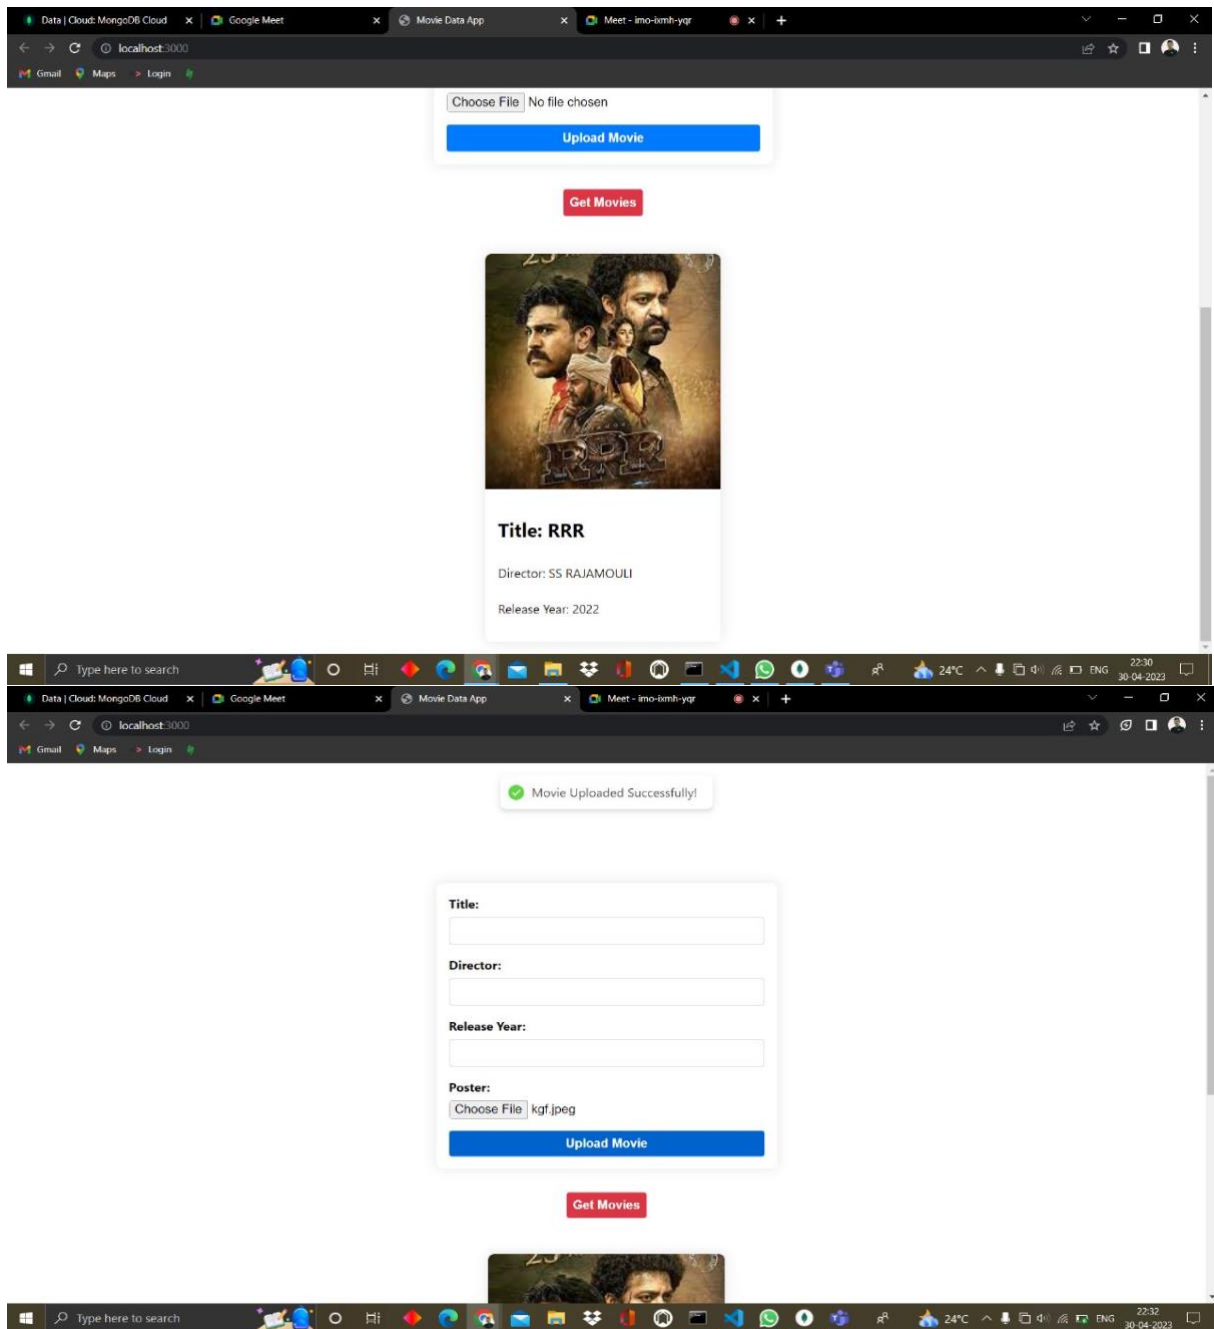 Data | Cloud: MongoDB Cloud
Google Meet
Movie Data App
Meet - imo-ixmh-yqr
localhost:3000
Gmail Maps Login
Choose File No file chosen
Upload Movie
Get Movies
RRR
Title: RRR
Director: SS RAJAMOULI
Release Year: 2022
Type here to search
24°C
ENG
22:30
30-04-2023
Data | Cloud: MongoDB Cloud
Google Meet
Movie Data App
Meet - imo-ixmh-yqr
localhost:3000
Gmail Maps Login
Movie Uploaded Successfully!
Title:
Director:
Release Year:
Poster:
Choose File kgf.jpeg
Upload Movie
Get Movies
Type here to search
24°C
ENG
22:32
30-04-2023